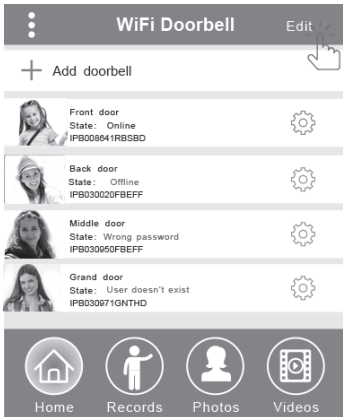 WiFi Doorbell
Edit
Add doorbell
Front door
State: Online
IPB008641RBSBD
Back door
State: Offline
IPB030020FBEFF
Middle door
State: Wrong password
IPB030950FBEFF
Grand door
State: User doesn't exist
IPB030971GNTHD
Home Records Photos Videos